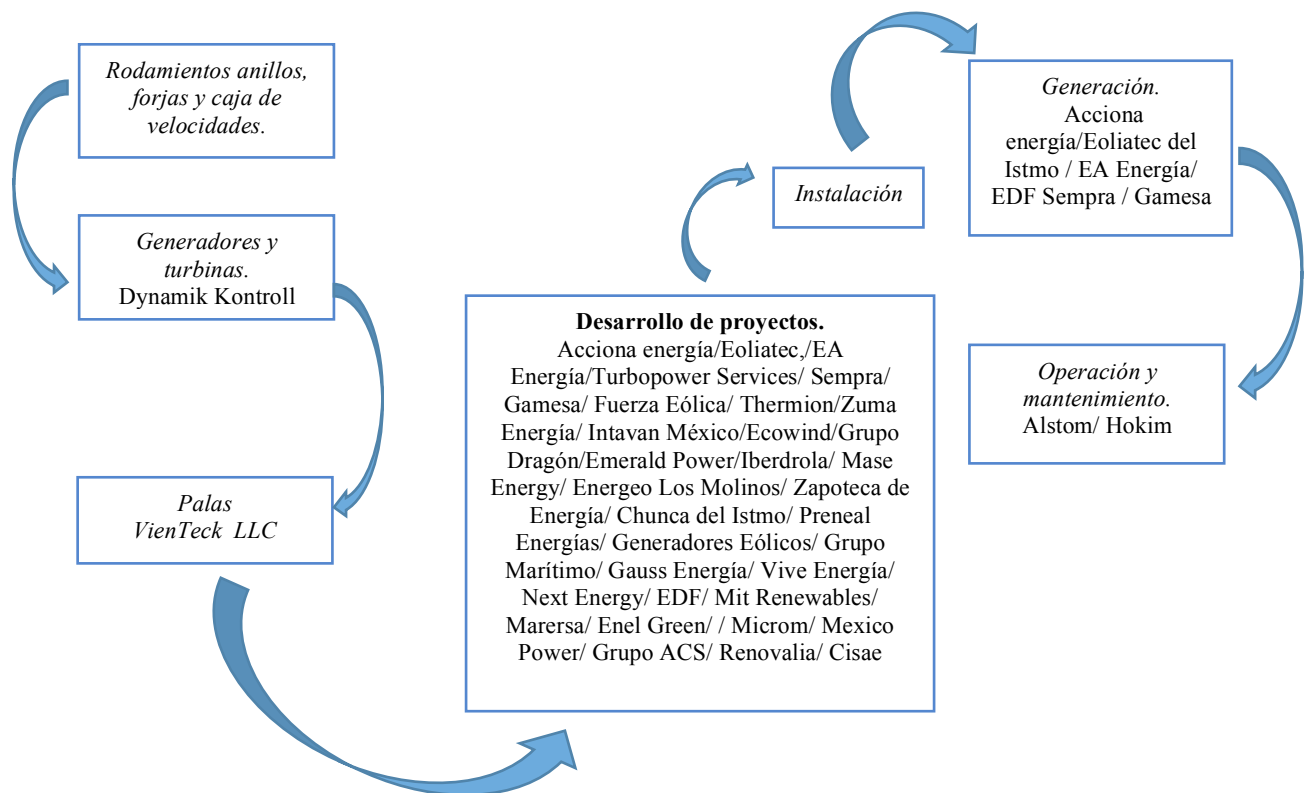 Rodamientos anillos,
forjas y caja de
velocidades.
Generadores y
turbinas.
Dynamik Kontroll
Palas
VienTeck LLC
Desarrollo de proyectos.
Acciona energía/Eoliatec,/EA
Energía/Turbopower Services/ Sempra/
Gamesa/ Fuerza Eólica/ Thermion/Zuma
Energía/ Intavan México/Ecowind/Grupo
Dragón/Emerald Power/Iberdrola/ Mase
Energy/ Energeo Los Molinos/ Zapoteca de
Energía/ Chunca del Istmo/ Preneal
Energías/ Generadores Eólicos/ Grupo
Marítimo/ Gauss Energía/ Vive Energía/
Next Energy/ EDF/ Mit Renewables/
Marersa/ Enel Green/ / Microm/ Mexico
Power/ Grupo ACS/ Renovalia/ Cisae
Instalación
Generación.
Acciona
energía/Eoliatec del
Istmo / EA Energía/
EDF Sempra / Gamesa
Operación y
mantenimiento.
Alstom/ Hokim